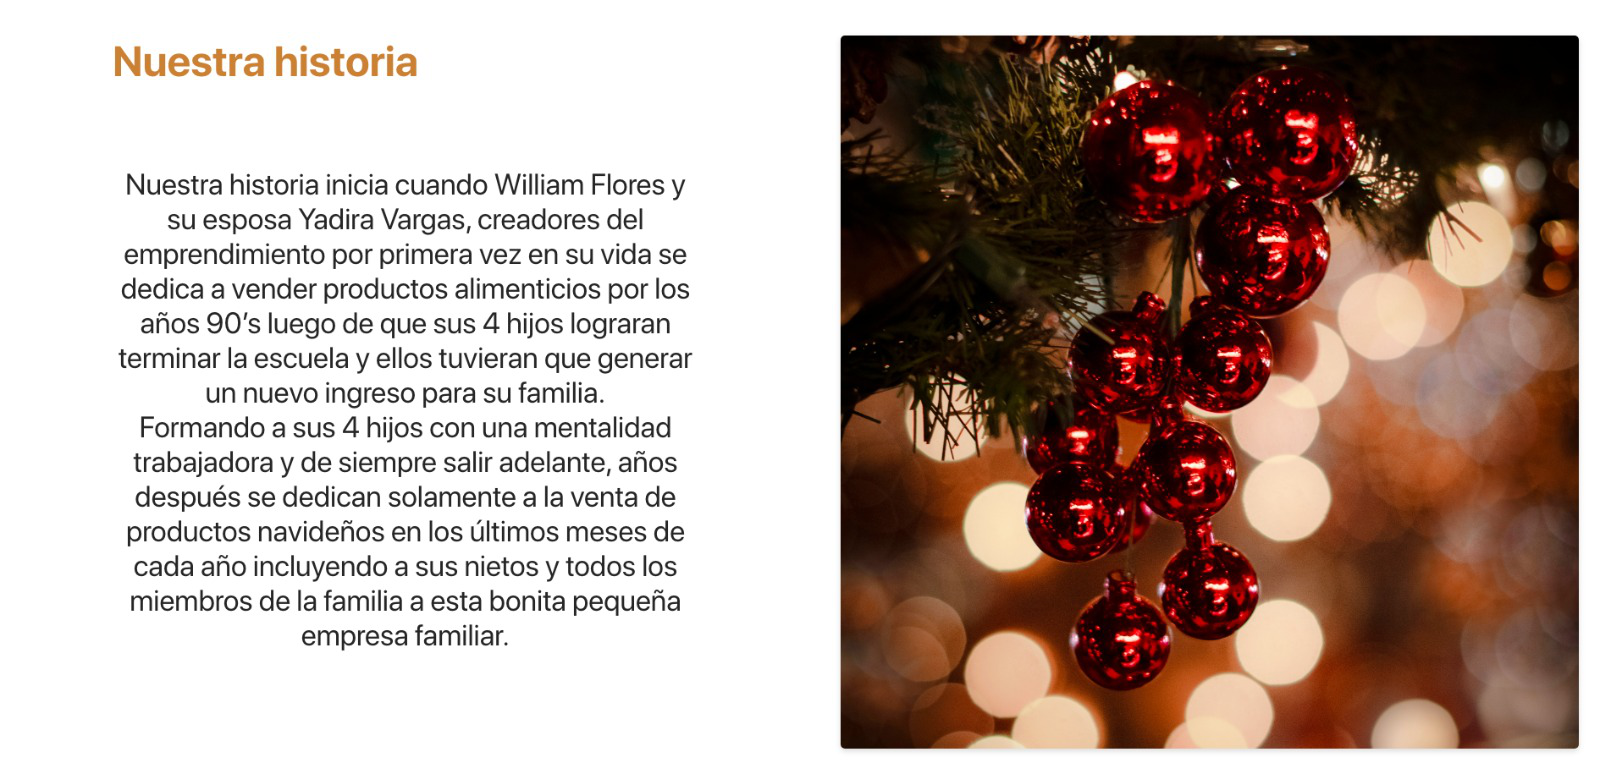 Nuestra historia
Nuestra historia inicia cuando William Flores y
su esposa Yadira Vargas, creadores del
emprendimiento por primera vez en su vida se
dedica a vender productos alimenticios por los
años 90’s luego de que sus 4 hijos lograran
terminar la escuela y ellos tuvieran que generar
un nuevo ingreso para su familia.
Formando a sus 4 hijos con una mentalidad
trabajadora y de siempre salir adelante, años
después se dedican solamente a la venta de
productos navideños en los últimos meses de
cada año incluyendo a sus nietos y todos los
miembros de la familia a esta bonita pequeña
empresa familiar.